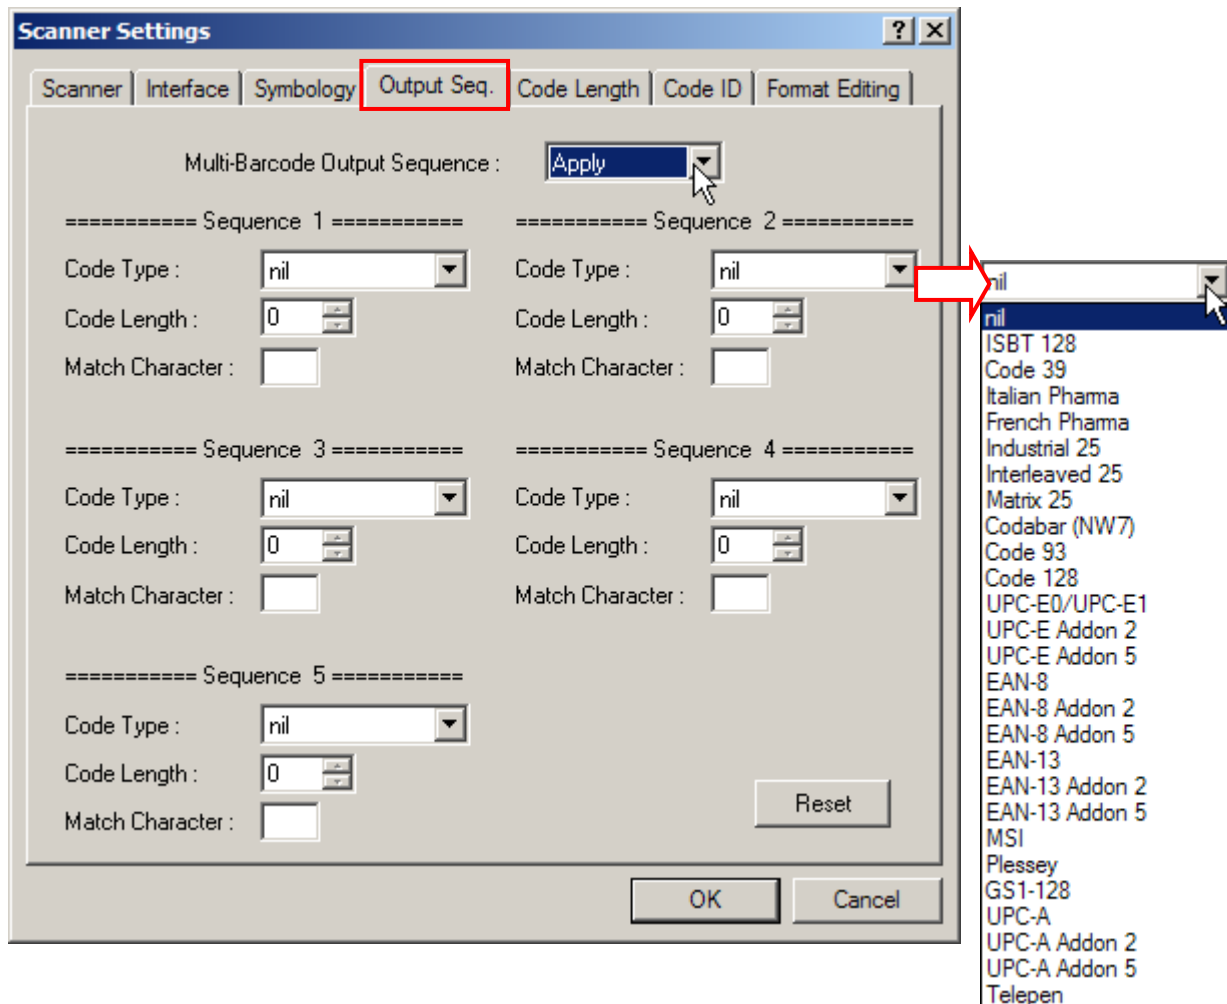 Scanner Settings
Scanner Interface Symbology Output Seq. Code Length Code ID Format Editing
Multi-Barcode Output Sequence : Apply
=========== Sequence 1 ===========
Code Type : nil
Code Length : 0
Match Character :
=========== Sequence 2 ===========
Code Type : nil
Code Length : 0
Match Character :
=========== Sequence 3 ===========
Code Type : nil
Code Length : 0
Match Character :
=========== Sequence 4 ===========
Code Type : nil
Code Length : 0
Match Character :
=========== Sequence 5 ===========
Code Type : nil
Code Length : 0
Match Character :
Reset
OK Cancel
nil
nil
ISBT 128
Code 39
Italian Pharma
French Pharma
Industrial 25
Interleaved 25
Matrix 25
Codabar (NW7)
Code 93
Code 128
UPC-E0/UPC-E1
UPC-E Addon 2
UPC-E Addon 5
EAN-8
EAN-8 Addon 2
EAN-8 Addon 5
EAN-13
EAN-13 Addon 2
EAN-13 Addon 5
MSI
Plessey
GS1-128
UPC-A
UPC-A Addon 2
UPC-A Addon 5
Telepen